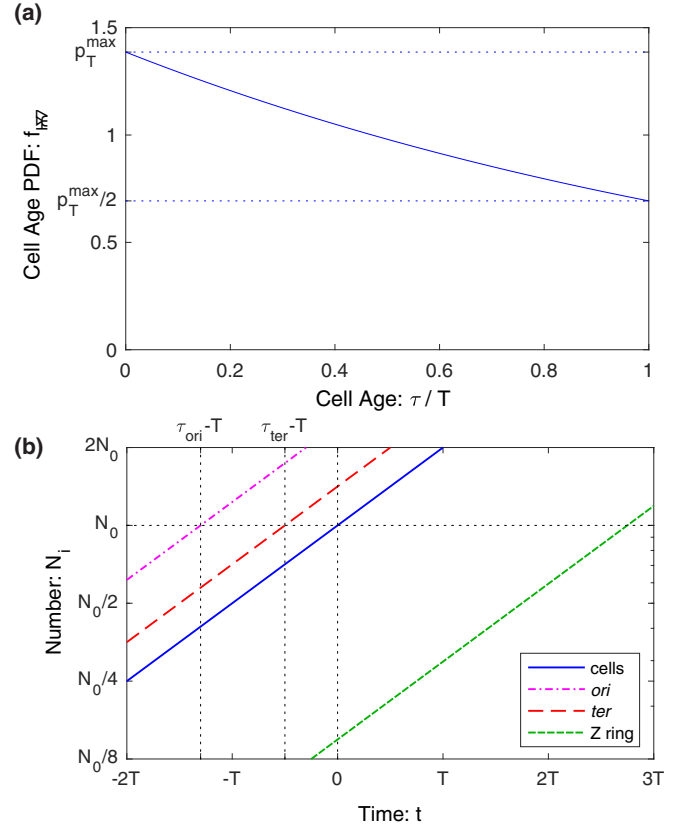 (a)
1.5
p_T^max
1
p_T^max/2
0.5
0
0 0.2 0.4 0.6 0.8 1
Cell Age PDF: f
Cell Age: τ / T
(b)
τ_ori-T τ_ter-T
2N_0
N_0
N_0/2
N_0/4
N_0/8
-2T -T 0 T 2T 3T
Number: N_i
Time: t
cells
ori
ter
Z ring